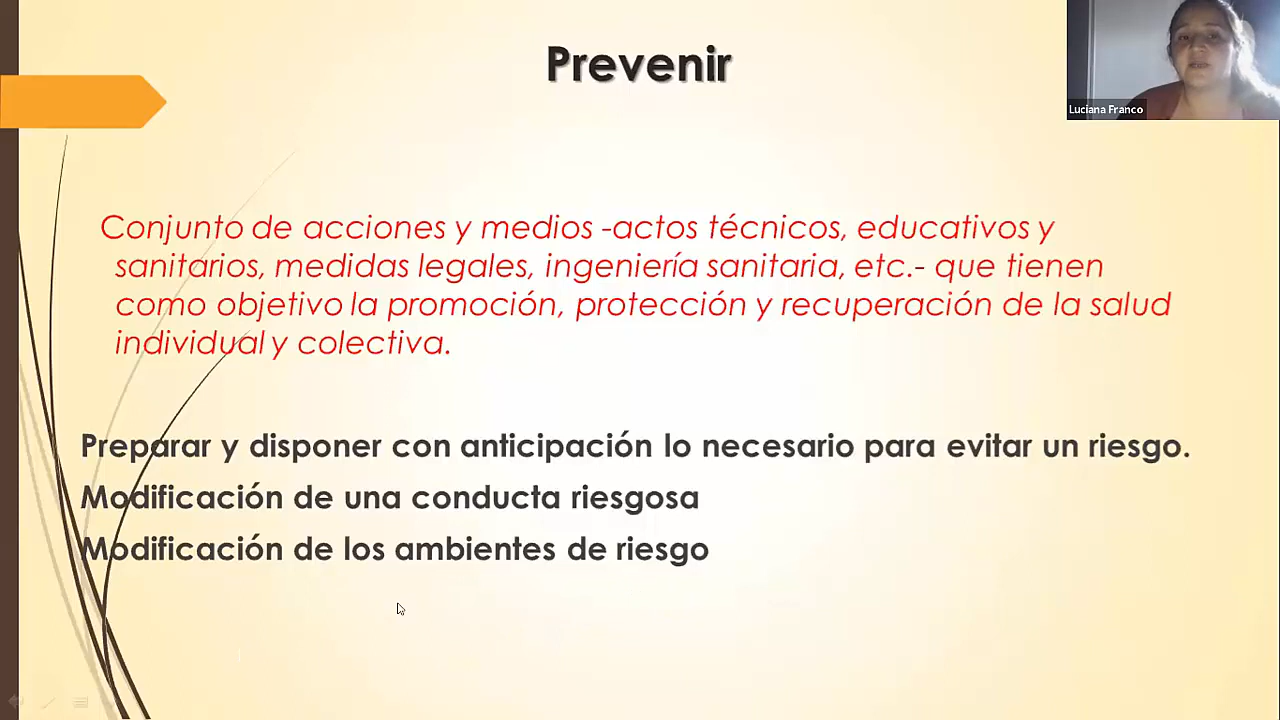 Prevenir
Luciana Franco
Conjunto de acciones y medios -actos técnicos, educativos y
sanitarios, medidas legales, ingeniería sanitaria, etc.- que tienen
como objetivo la promoción, protección y recuperación de la salud
individual y colectiva.
Preparar y disponer con anticipación lo necesario para evitar un riesgo.
Modificación de una conducta riesgosa
Modificación de los ambientes de riesgo